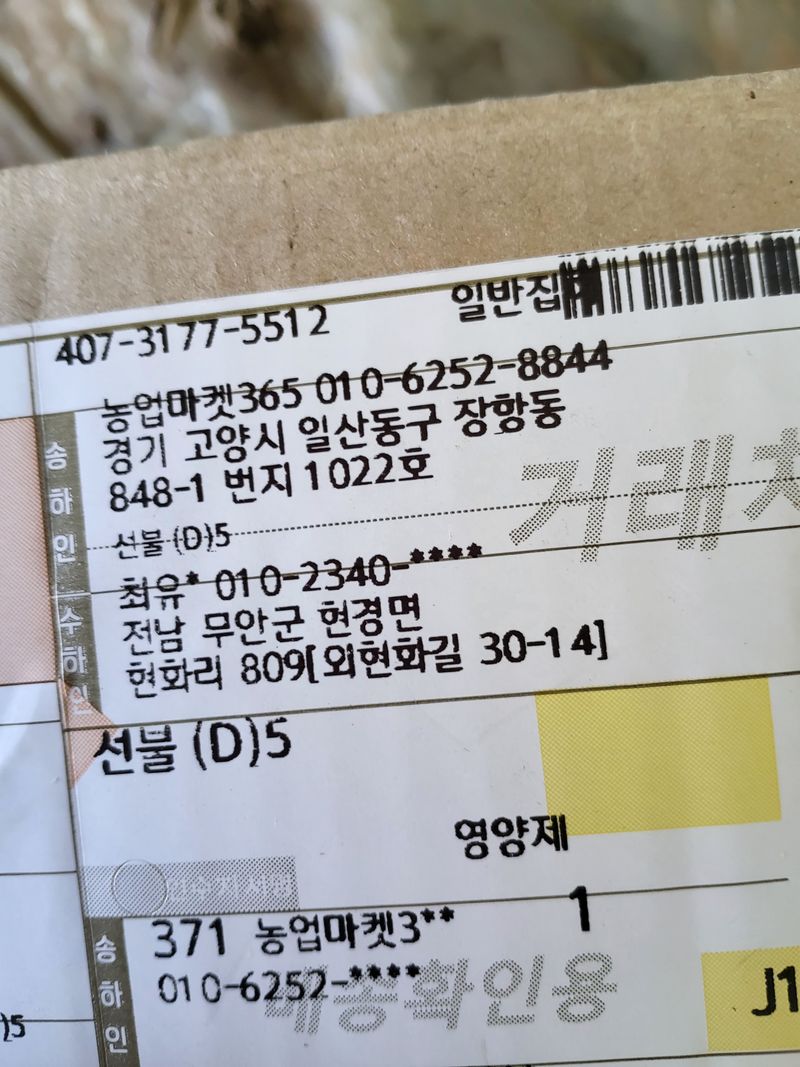 407-3177-5512
일반집
송하인
농업마켓365 010-6252-8844
경기 고양시 일산동구 장항동
848-1 번지 1022호
거래처
선불 (D)5
수하인
최유* 010-2340-****
전남 무안군 현경면
현화리 809[외현화길 30-14]
선불 (D)5
영양제
1
송하인
371 농업마켓3**
010-6252-****
배송확인용
J1
)5